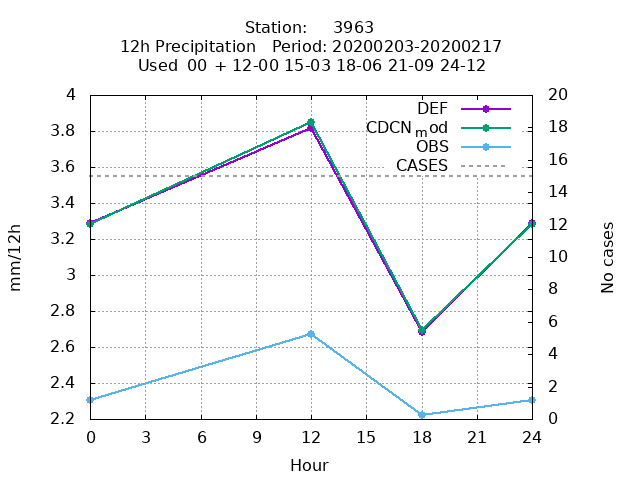 Station:     3963
12h Precipitation   Period: 20200203-20200217
Used  00 + 12-00 15-03 18-06 21-09 24-12
DEF
CDCNmod
OBS
CASES
4
3.8
3.6
3.4
3.2
3
2.8
2.6
2.4
2.2
mm/12h
20
18
16
14
12
10
8
6
4
2
0
No cases
0 3 6 9 12 15 18 21 24
Hour